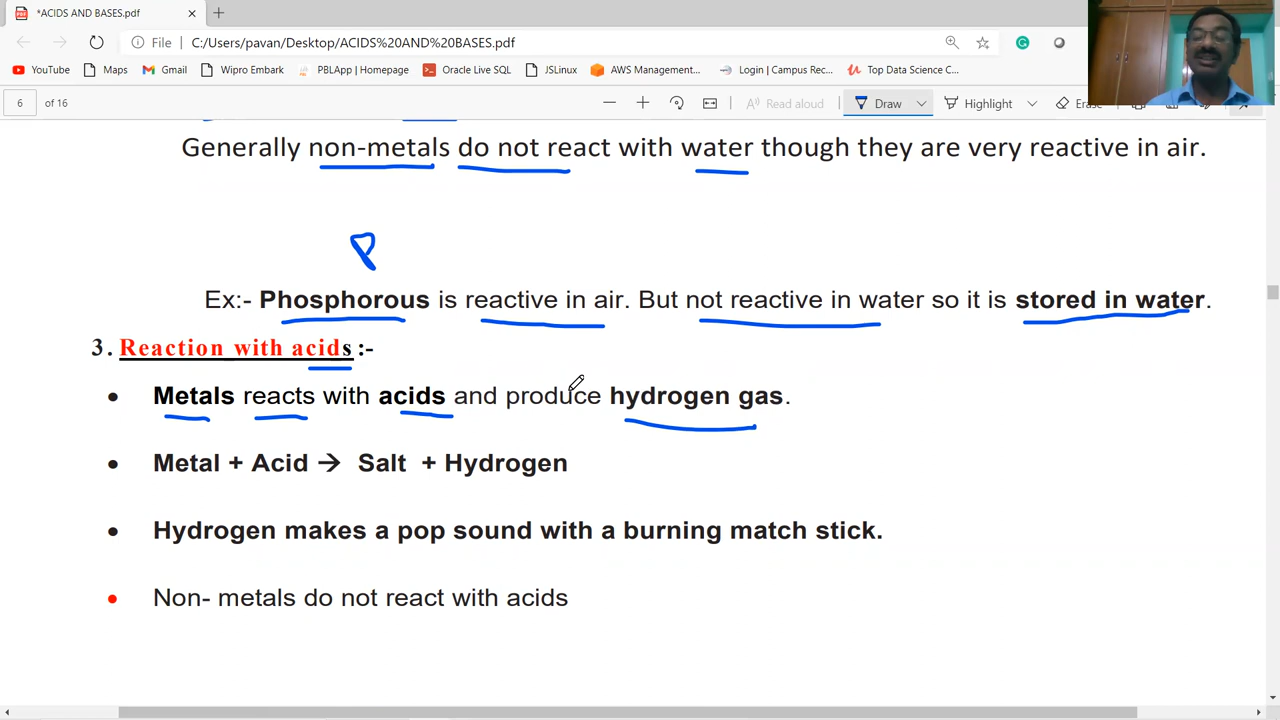 *ACIDS AND BASES.pdf
File C:/Users/pavan/Desktop/ACIDS%20AND%20BASES.pdf
YouTube Maps Gmail Wipro Embark PBLApp | Homepage Oracle Live SQL JSLinux AWS Management... Login | Campus Rec... Top Data Science C...
6 of 16 Read aloud Draw Highlight Erase
Generally non-metals do not react with water though they are very reactive in air.
P
Ex:- Phosphorous is reactive in air. But not reactive in water so it is stored in water.
3. Reaction with acids :-
• Metals reacts with acids and produce hydrogen gas.
• Metal + Acid → Salt + Hydrogen
• Hydrogen makes a pop sound with a burning match stick.
• Non- metals do not react with acids